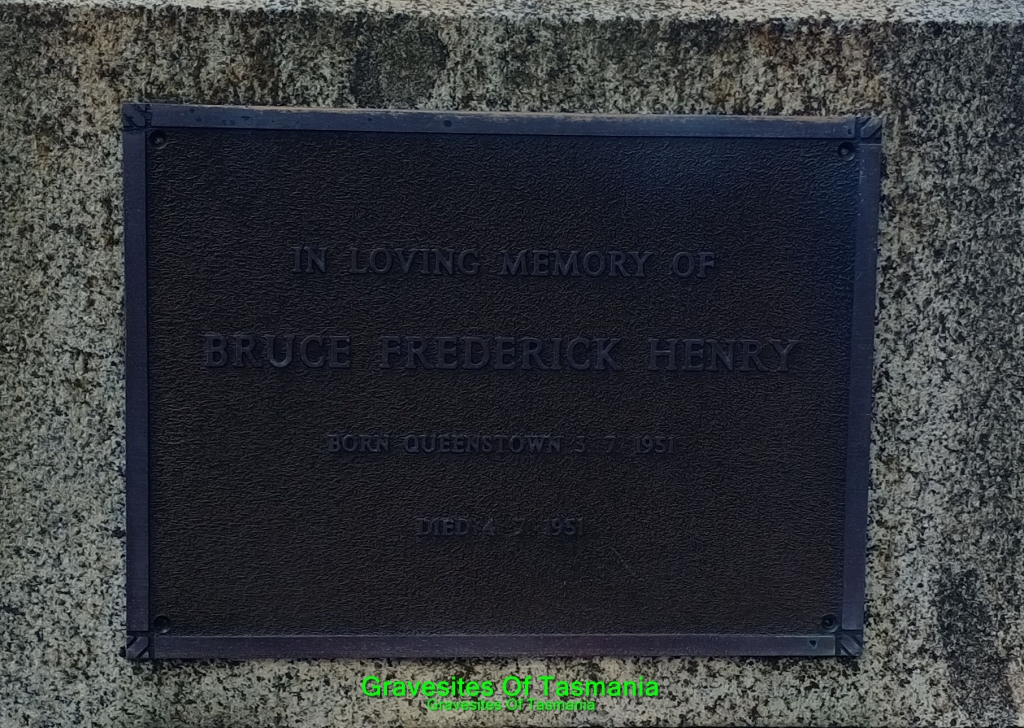 IN LOVING MEMORY OF
BRUCE FREDERICK HENRY
BORN QUEENSTOWN 3 7 1951
DIED 4 7 1951
Gravesites Of Tasmania
Gravesites Of Tasmania